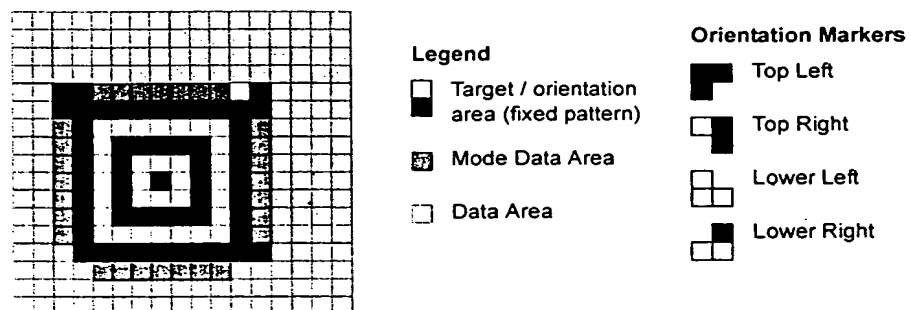 Legend
Target / orientation
area (fixed pattern)
Mode Data Area
Data Area
Orientation Markers
Top Left
Top Right
Lower Left
Lower Right